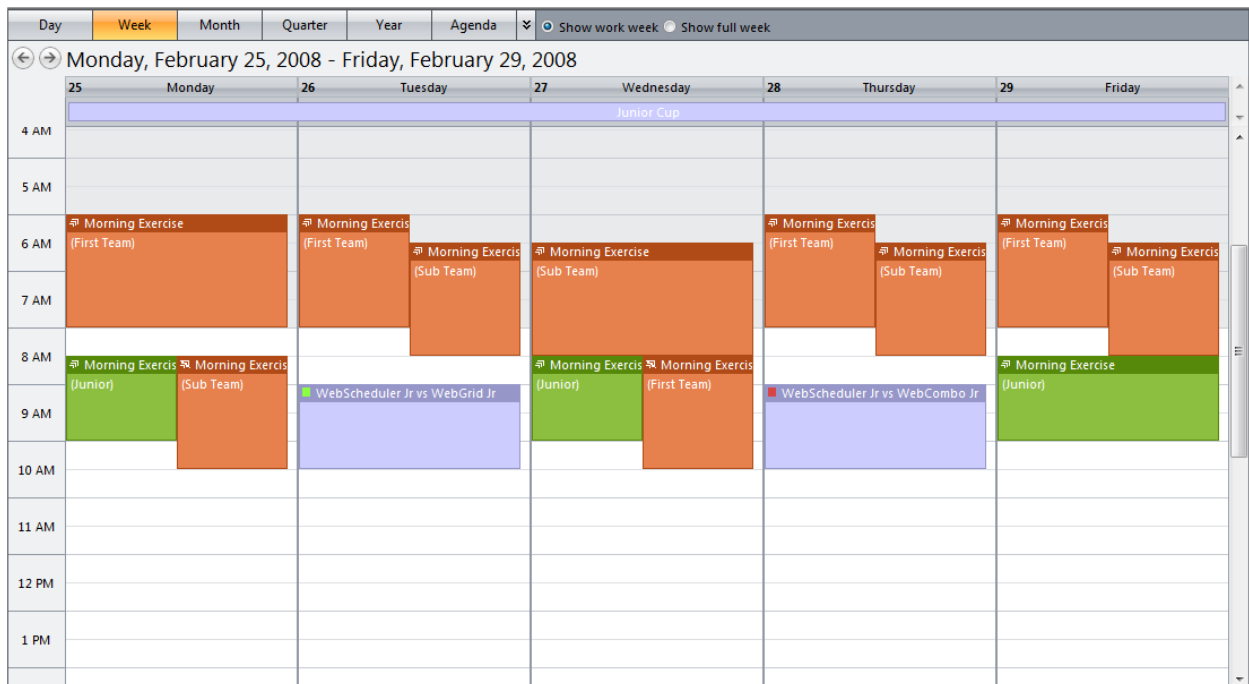 Day Week Month Quarter Year Agenda Show work week Show full week
Monday, February 25, 2008 - Friday, February 29, 2008
25 Monday 26 Tuesday 27 Wednesday 28 Thursday 29 Friday
Junior Cup
4 AM
5 AM
Morning Exercise Morning Exercis Morning Exercis Morning Exercis
(First Team) (First Team) (First Team) (First Team)
6 AM
Morning Exercis Morning Exercise Morning Exercis Morning Exercis
(Sub Team) (Sub Team) (Sub Team) (Sub Team)
7 AM
8 AM
Morning Exercis Morning Exercis Morning Exercis Morning Exercis Morning Exercise
(Junior) (Sub Team) (Junior) (First Team) (Junior)
WebScheduler Jr vs WebGrid Jr WebScheduler Jr vs WebCombo Jr
9 AM
10 AM
11 AM
12 PM
1 PM